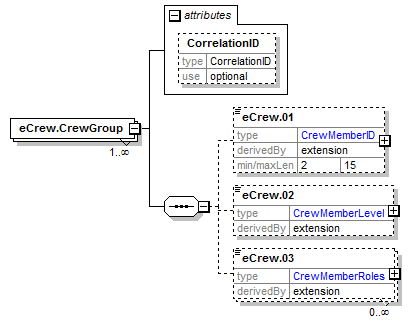 attributes
CorrelationID
type CorrelationID
use optional
eCrew.CrewGroup
1..∞
eCrew.01
type CrewMemberID
derivedBy extension
min/maxLen 2 15
eCrew.02
type CrewMemberLevel
derivedBy extension
eCrew.03
type CrewMemberRoles
derivedBy extension
0..∞